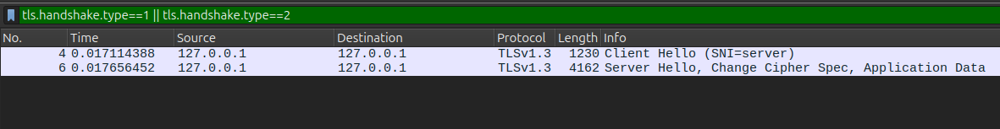 tls.handshake.type==1 || tls.handshake.type==2
No. Time Source Destination Protocol Length Info
4 0.017114388 127.0.0.1 127.0.0.1 TLSv1.3 1230 Client Hello (SNI=server)
6 0.017656452 127.0.0.1 127.0.0.1 TLSv1.3 4162 Server Hello, Change Cipher Spec, Application Data